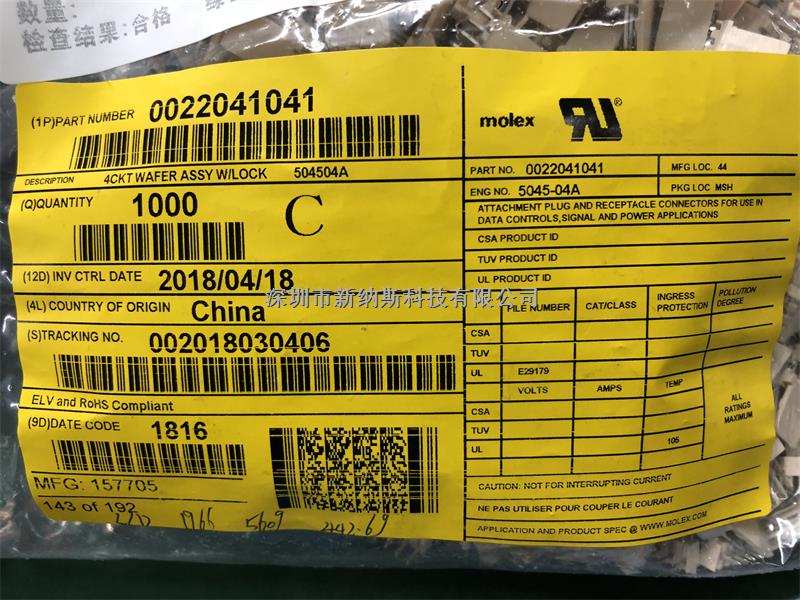 数量:
检查结果:合格
(1P)PART NUMBER 0022041041
DESCRIPTION 4CKT WAFER ASSY W/LOCK 504504A
(Q)QUANTITY 1000 C
(12D) INV CTRL DATE 2018/04/18
(4L) COUNTRY OF ORIGIN China
(S)TRACKING NO. 002018030406
ELV and RoHS Compliant
(9D)DATE CODE 1816
MFG: 157705
143 of 192
molex RU®
PART NO. 0022041041 MFG LOC. 44
ENG NO. 5045-04A PKG LOC MSH
ATTACHMENT PLUG AND RECEPTACLE CONNECTORS FOR USE IN
DATA CONTROLS,SIGNAL AND POWER APPLICATIONS
CSA PRODUCT ID
TUV PRODUCT ID
UL PRODUCT ID
FILE NUMBER CAT/CLASS INGRESS PROTECTION POLLUTION DEGREE
CSA
TUV
UL E29179
VOLTS AMPS TEMP
CSA
TUV
UL 105
ALL
RATINGS
MAXIMUM
CAUTION: NOT FOR INTERRUPTING CURRENT
NE PAS UTILISER POUR COUPER LE COURANT
APPLICATION AND PRODUCT SPEC @ WWW.MOLEX.COM
深圳市新纳斯科技有限公司